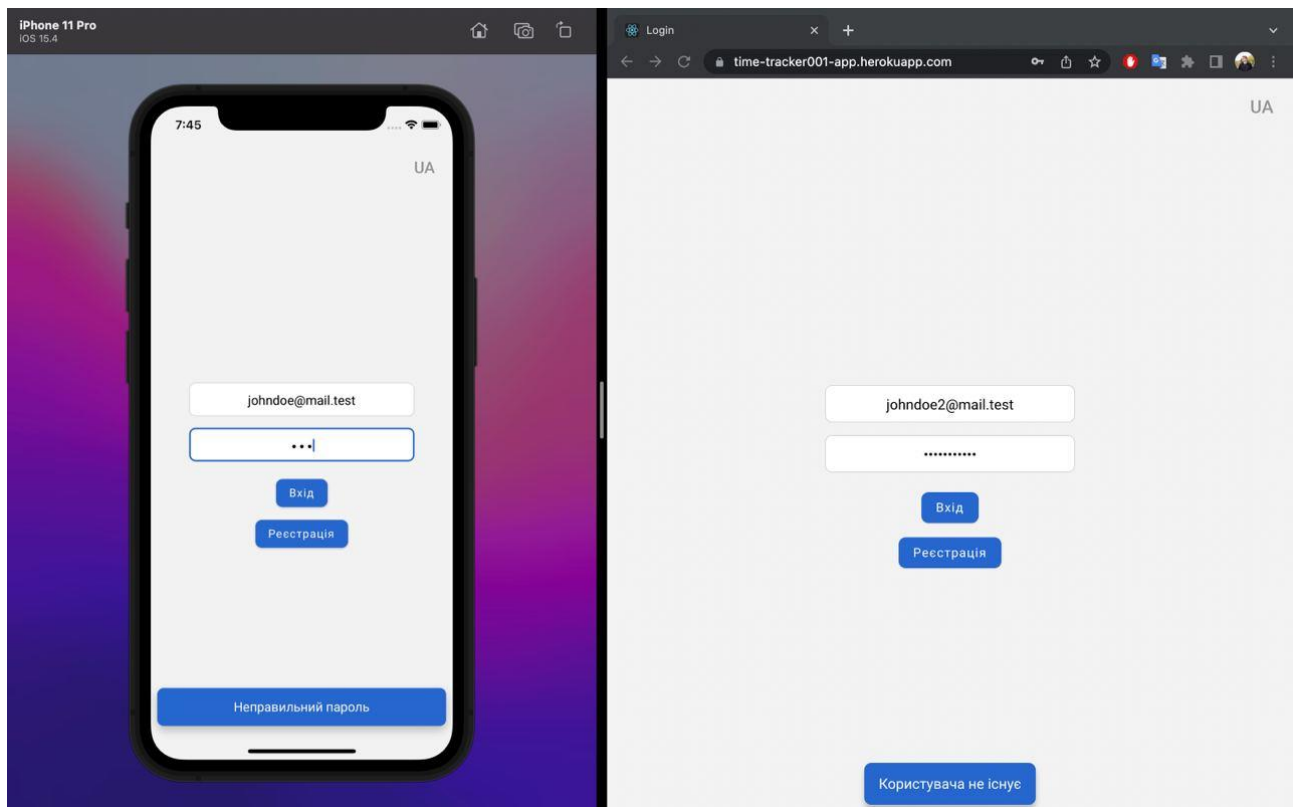 iPhone 11 Pro
iOS 15.4
7:45
UA
johndoe@mail.test
•••
Вхід
Реєстрація
Неправильний пароль
Login
time-tracker001-app.herokuapp.com
UA
johndoe2@mail.test
•••••••••••
Вхід
Реєстрація
Користувача не існує